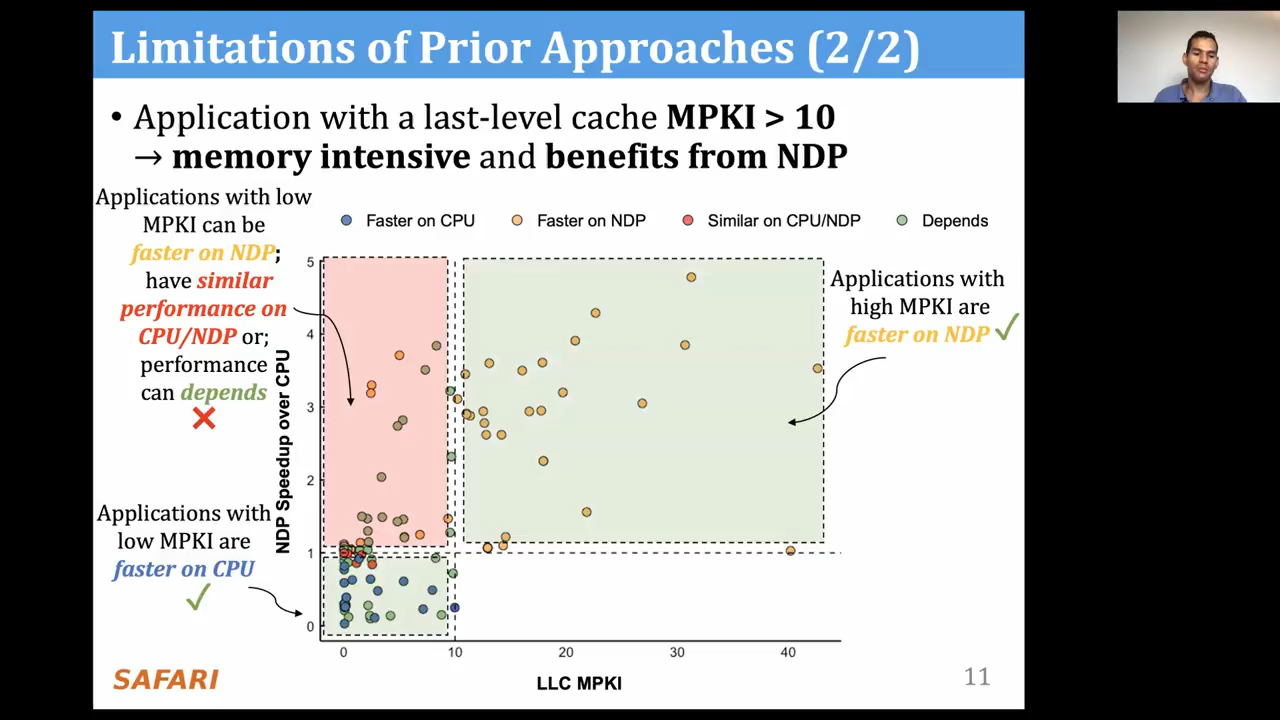 Limitations of Prior Approaches (2/2)
• Application with a last-level cache MPKI > 10
→ memory intensive and benefits from NDP
Applications with low
MPKI can be
faster on NDP;
have similar
performance on
CPU/NDP or;
performance
can depends
Faster on CPU
Faster on NDP
Similar on CPU/NDP
Depends
Applications with
high MPKI are
faster on NDP
Applications with
low MPKI are
faster on CPU
NDP Speedup over CPU
5
4
3
2
1
0
0 10 20 30 40
LLC MPKI
SAFARI
11